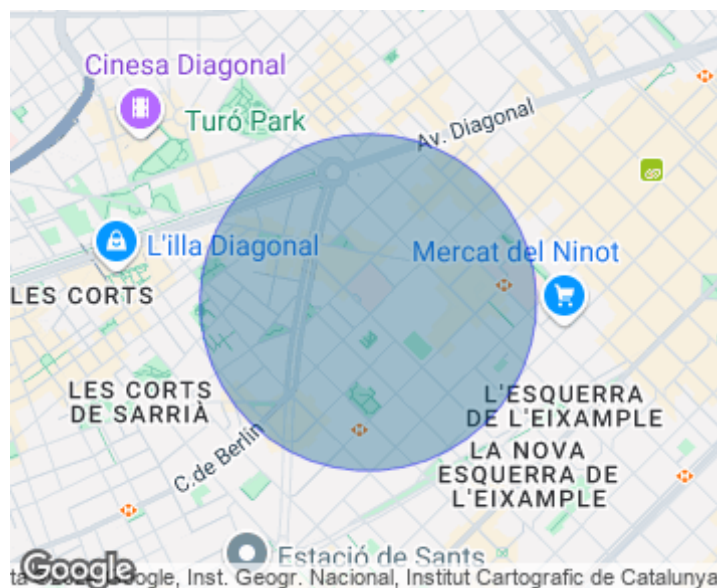 Cinesa Diagonal
Turó Park
Av. Diagonal
L'illa Diagonal
Mercat del Ninot
LES CORTS
LES CORTS
DE SARRIÀ
L'ESQUERRA
DE L'EIXAMPLE
LA NOVA
ESQUERRA DE
L'EIXAMPLE
C.de Berlín
Estació de Sants
Google
Google, Inst. Geogr. Nacional, Institut Cartografic de Catalunya